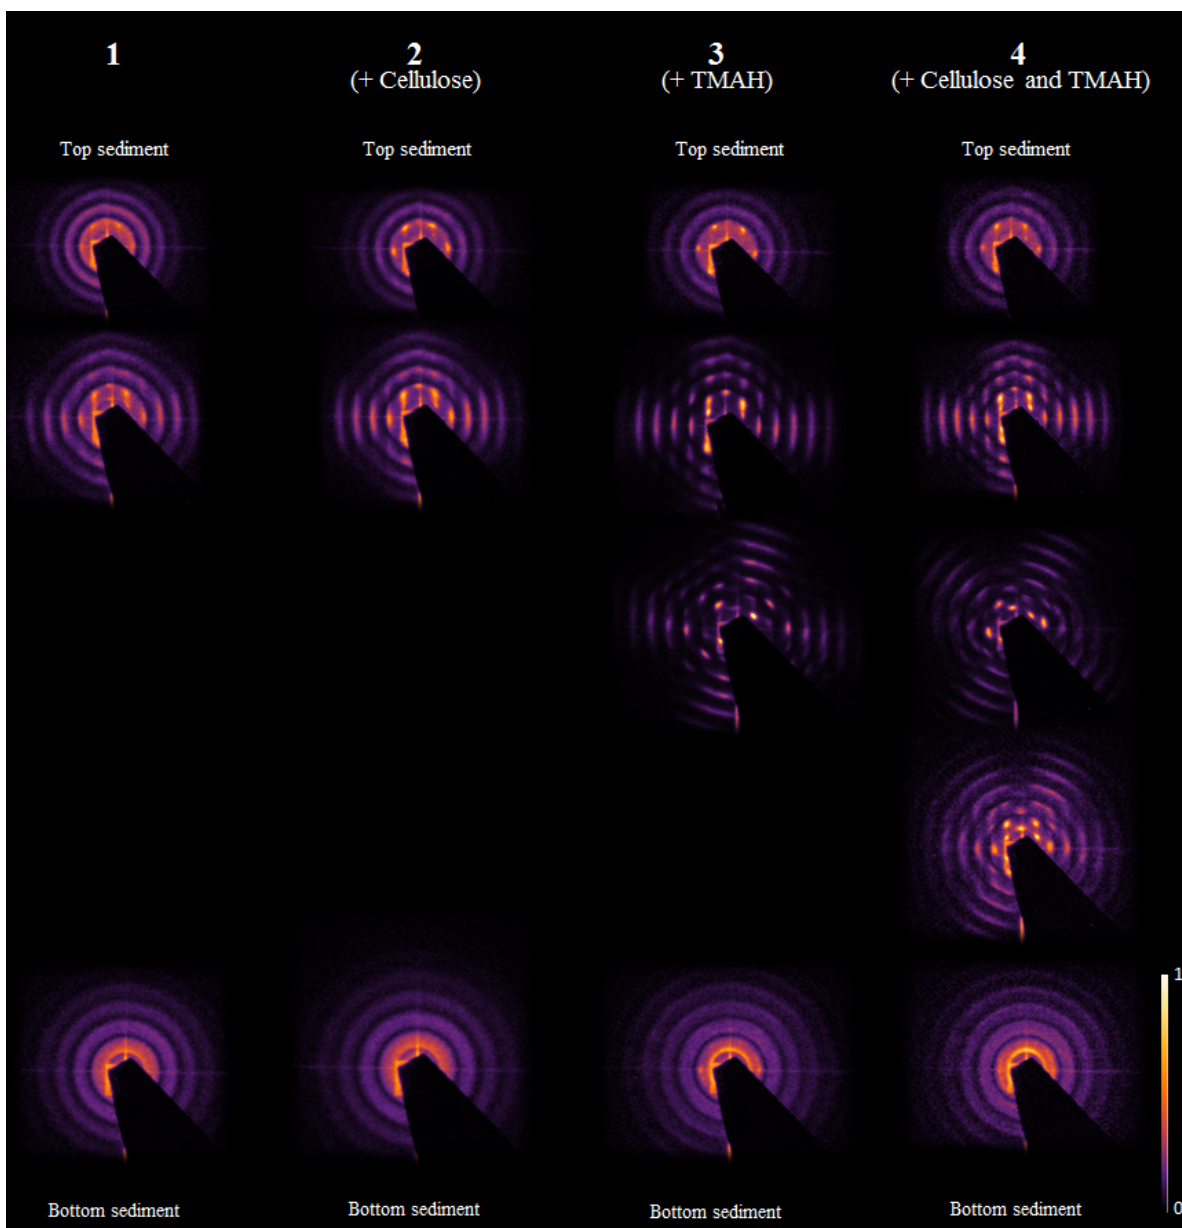 1
2
(+ Cellulose)
3
(+ TMAH)
4
(+ Cellulose and TMAH)
Top sediment
Top sediment
Top sediment
Top sediment
1
0
Bottom sediment
Bottom sediment
Bottom sediment
Bottom sediment